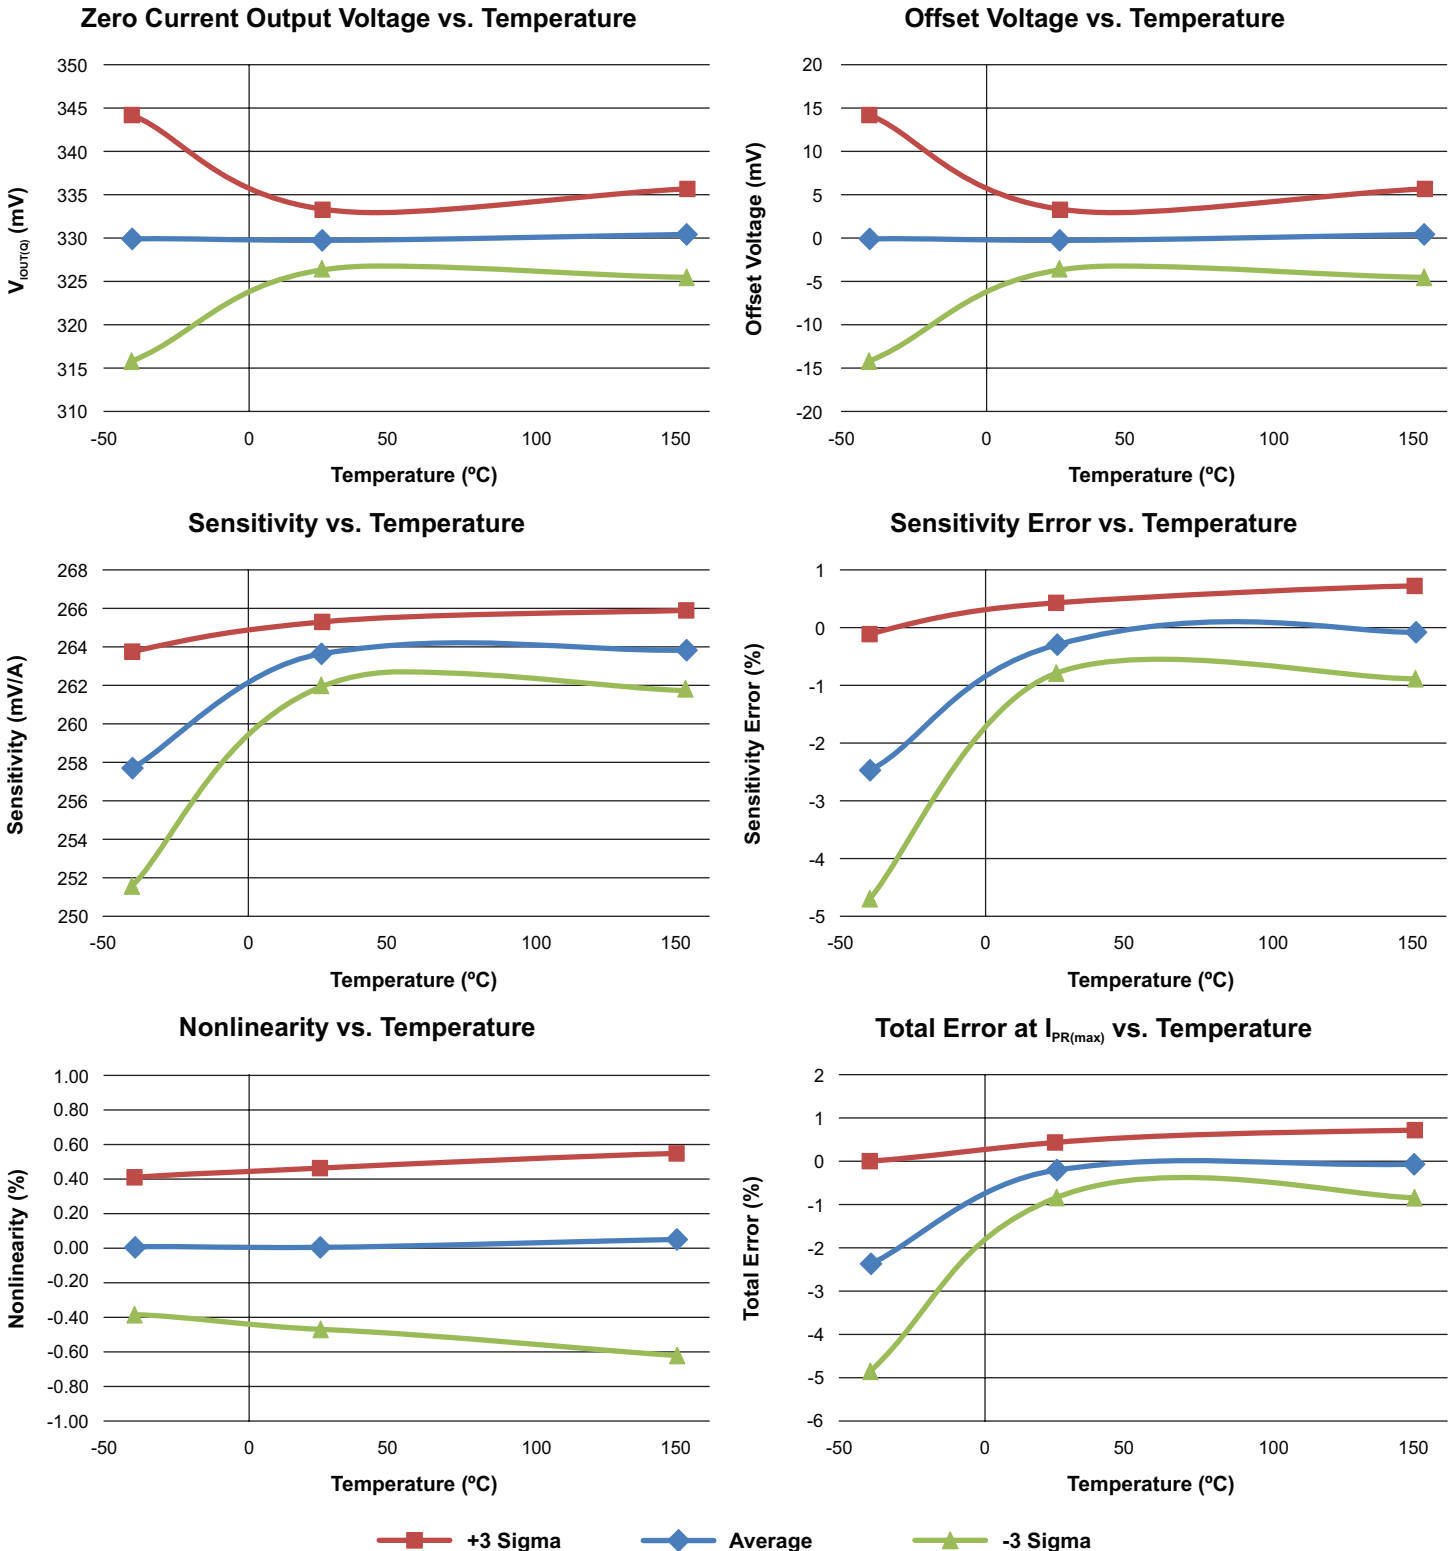 Zero Current Output Voltage vs. Temperature
350
345
340
335
330
325
320
315
310
-50 0 50 100 150
V_IOUT(Q) (mV)
Temperature (ºC)
Offset Voltage vs. Temperature
20
15
10
5
0
-5
-10
-15
-20
-50 0 50 100 150
Offset Voltage (mV)
Temperature (ºC)
Sensitivity vs. Temperature
268
266
264
262
260
258
256
254
252
250
-50 0 50 100 150
Sensitivity (mV/A)
Temperature (ºC)
Sensitivity Error vs. Temperature
1
0
-1
-2
-3
-4
-5
-50 0 50 100 150
Sensitivity Error (%)
Temperature (ºC)
Nonlinearity vs. Temperature
1.00
0.80
0.60
0.40
0.20
0.00
-0.20
-0.40
-0.60
-0.80
-1.00
-50 0 50 100 150
Nonlinearity (%)
Temperature (ºC)
Total Error at I_PR(max) vs. Temperature
2
1
0
-1
-2
-3
-4
-5
-6
-50 0 50 100 150
Total Error (%)
Temperature (ºC)
+3 Sigma Average -3 Sigma